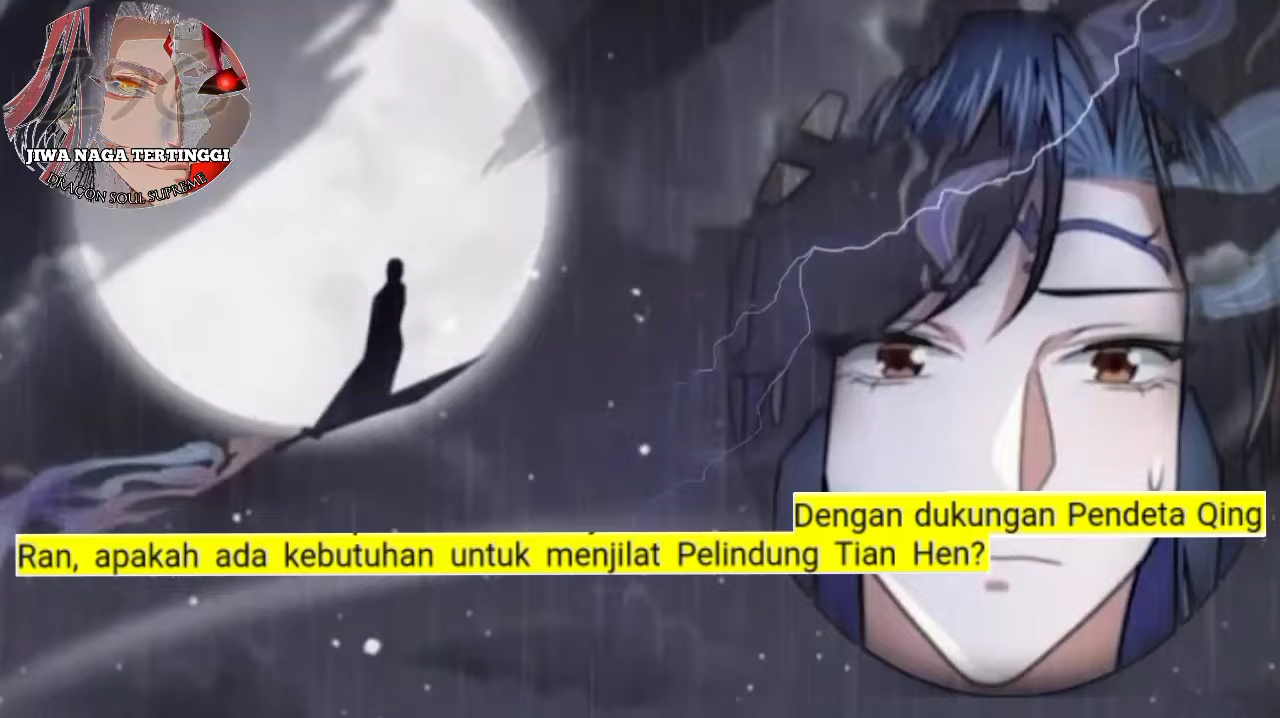 JIWA NAGA TERTINGGI
DRAGON SOUL SUPREME
Dengan dukungan Pendeta Qing
Ran, apakah ada kebutuhan untuk menjilat Pelindung Tian Hen?